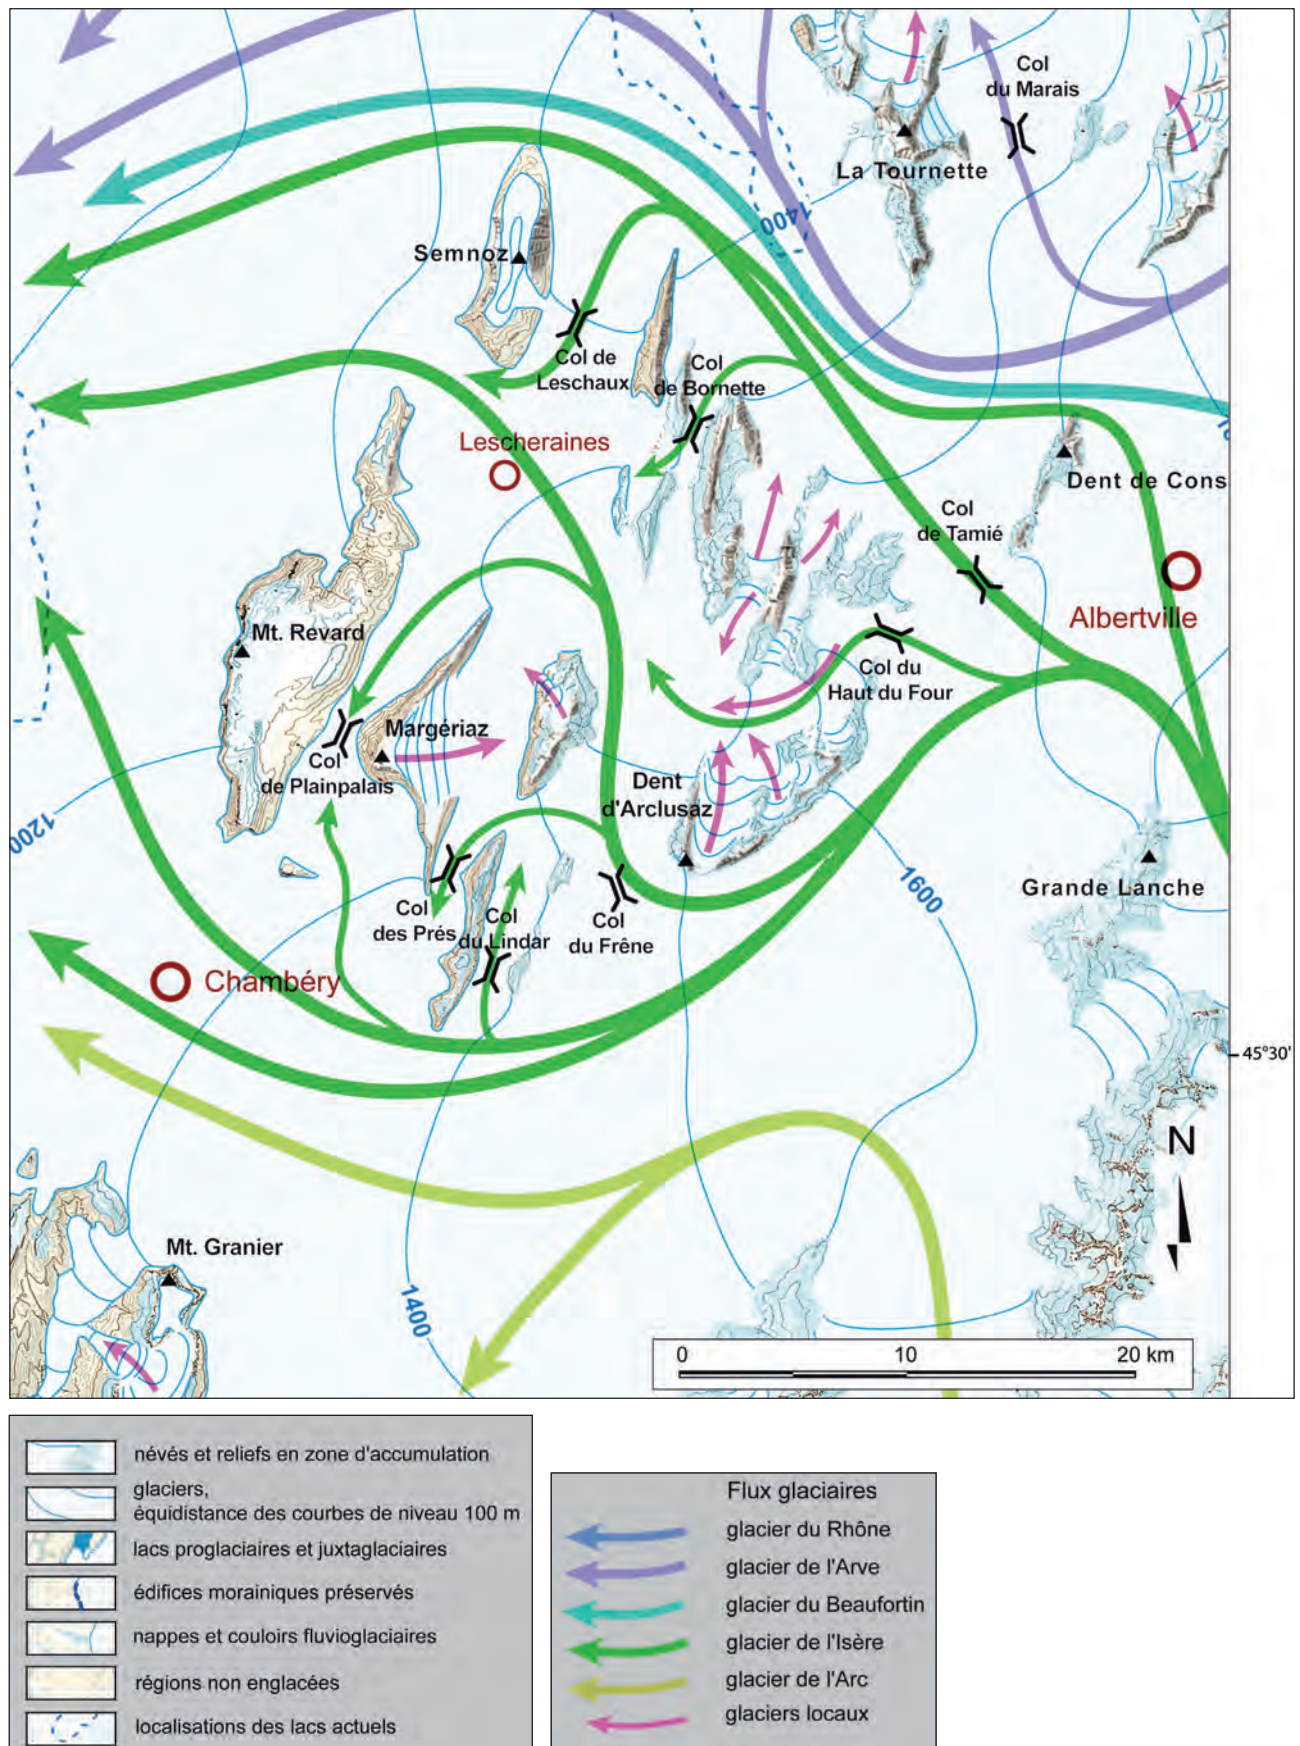 Col
du Marais
La Tournette
1400
Semnoz
Col de
Leschaux
Col
de Bornette
Lescheraines
Dent de Cons
Col
de Tamié
Albertville
Mt. Revard
Col du
Haut du Four
Margériaz
Col
de Plainpalais
Dent
d'Arclusaz
1200
1600
Grande Lanche
Col
des Prés
Col
du Lindar
Col
du Frêne
Chambéry
45°30'
N
Mt. Granier
1400
0 10 20 km
névés et reliefs en zone d'accumulation
glaciers,
équidistance des courbes de niveau 100 m
lacs proglaciaires et juxtaglaciaires
édifices morainiques préservés
nappes et couloirs fluvioglaciaires
régions non englacées
localisations des lacs actuels
Flux glaciaires
glacier du Rhône
glacier de l'Arve
glacier du Beaufortin
glacier de l'Isère
glacier de l'Arc
glaciers locaux